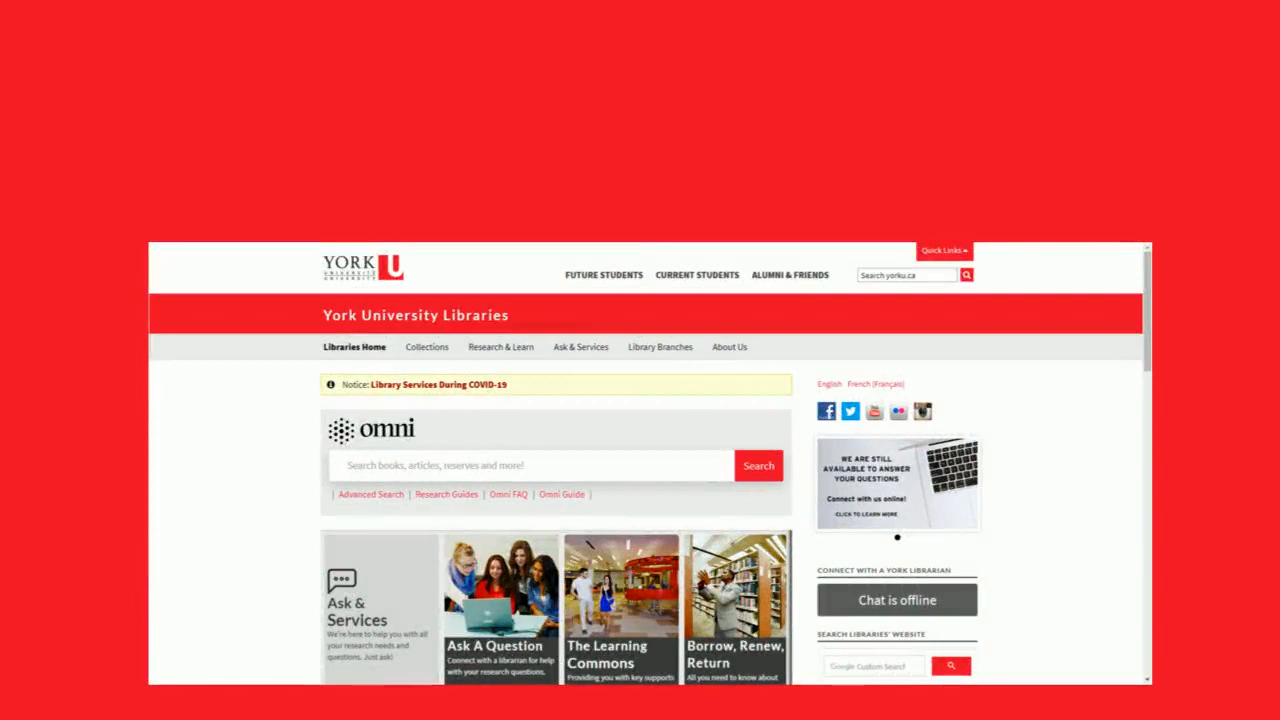 Quick Links
YORK U
UNIVERSITÉ
UNIVERSITY
FUTURE STUDENTS CURRENT STUDENTS ALUMNI & FRIENDS
Search yorku.ca
York University Libraries
Libraries Home Collections Research & Learn Ask & Services Library Branches About Us
Notice: Library Services During COVID-19
English French (Français)
omni
Search books, articles, reserves and more!
Search
| Advanced Search | Research Guides | Omni FAQ | Omni Guide |
WE ARE STILL
AVAILABLE TO ANSWER
YOUR QUESTIONS
Connect with us online!
CLICK TO LEARN MORE
Ask &
Services
We're here to help you with all
your research needs and
questions. Just ask!
Ask A Question
Connect with a librarian for help
with your research questions,
The Learning
Commons
Providing you with key supports
Borrow, Renew,
Return
All you need to know about
CONNECT WITH A YORK LIBRARIAN
Chat is offline
SEARCH LIBRARIES' WEBSITE
Google Custom Search